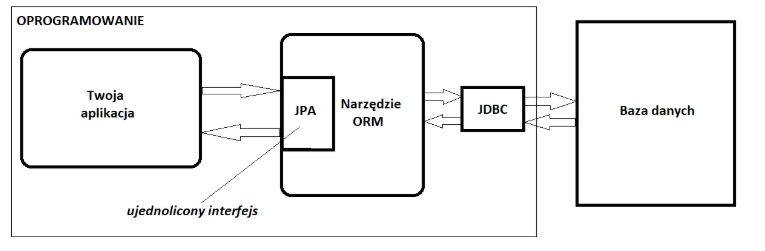 OPROGRAMOWANIE
Twoja
aplikacja
JPA
Narzędzie
ORM
JDBC
Baza danych
ujednolicony interfejs